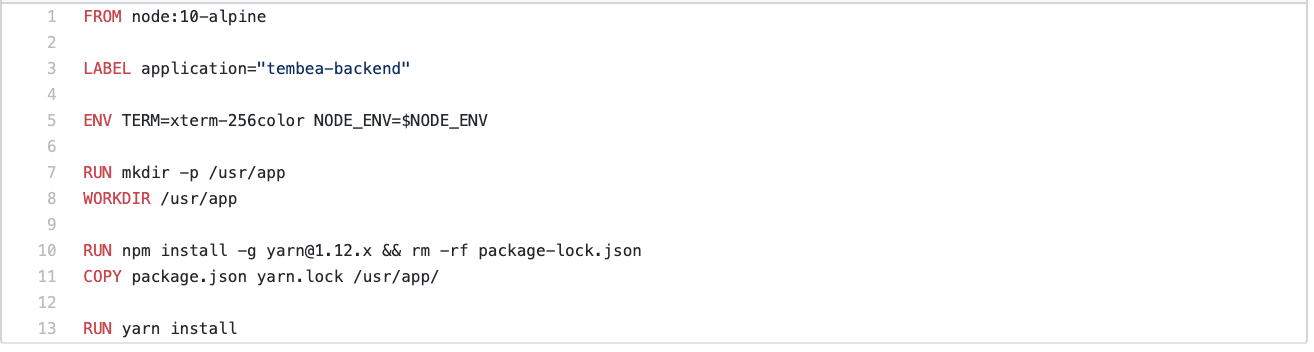 1 FROM node:10-alpine
2
3 LABEL application="tembea-backend"
4
5 ENV TERM=xterm-256color NODE_ENV=$NODE_ENV
6
7 RUN mkdir -p /usr/app
8 WORKDIR /usr/app
9
10 RUN npm install -g yarn@1.12.x && rm -rf package-lock.json
11 COPY package.json yarn.lock /usr/app/
12
13 RUN yarn install